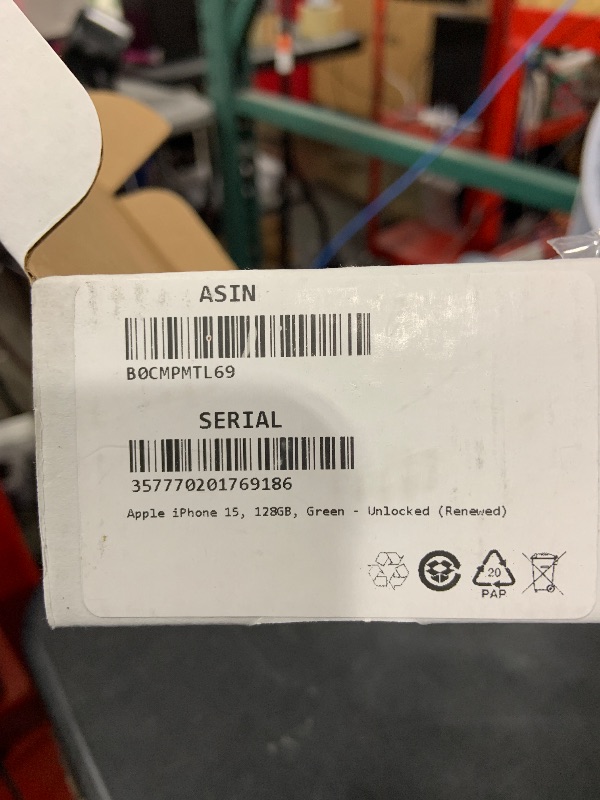 ASIN
B0CMPMTL69
SERIAL
357770201769186
Apple iPhone 15, 128GB, Green - Unlocked (Renewed)
20
PAP